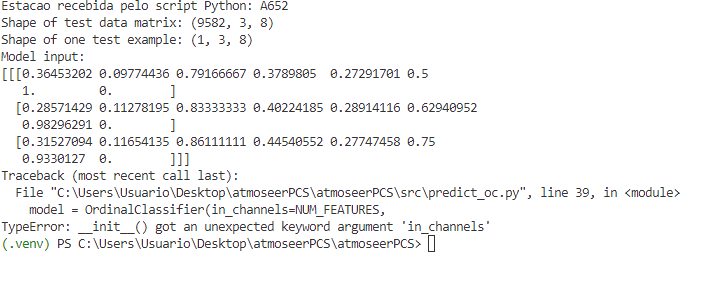 Estacao recebida pelo script Python: A652
Shape of test data matrix: (9582, 3, 8)
Shape of one test example: (1, 3, 8)
Model input:
[[[0.36453202 0.09774436 0.79166667 0.3789805  0.27291701 0.5
   1.         0.        ]
  [0.28571429 0.11278195 0.83333333 0.40224185 0.28914116 0.62940952
   0.98296291 0.        ]
  [0.31527094 0.11654135 0.86111111 0.44540552 0.27747458 0.75
   0.9330127  0.        ]]]
Traceback (most recent call last):
  File "C:\Users\Usuario\Desktop\atmoseerPCS\atmoseerPCS\src\predict_oc.py", line 39, in <module>
    model = OrdinalClassifier(in_channels=NUM_FEATURES,
TypeError: __init__() got an unexpected keyword argument 'in_channels'
(.venv) PS C:\Users\Usuario\Desktop\atmoseerPCS\atmoseerPCS>